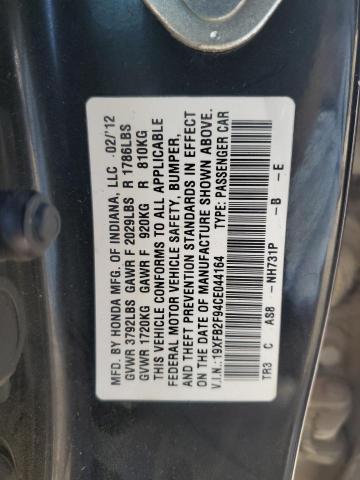 MFD. BY HONDA MFG. OF INDIANA, LLC 02/'12
GVWR 3792LBS GAWR F 2029LBS R 1786LBS
GVWR 1720KG GAWR F 920KG R 810KG
THIS VEHICLE CONFORMS TO ALL APPLICABLE
FEDERAL MOTOR VEHICLE SAFETY, BUMPER,
AND THEFT PREVENTION STANDARDS IN EFFECT
ON THE DATE OF MANUFACTURE SHOWN ABOVE.
V.I.N.: 19XFB2F94CE044164 TYPE: PASSENGER CAR
TR3 C AS8 -NH731P -B -E